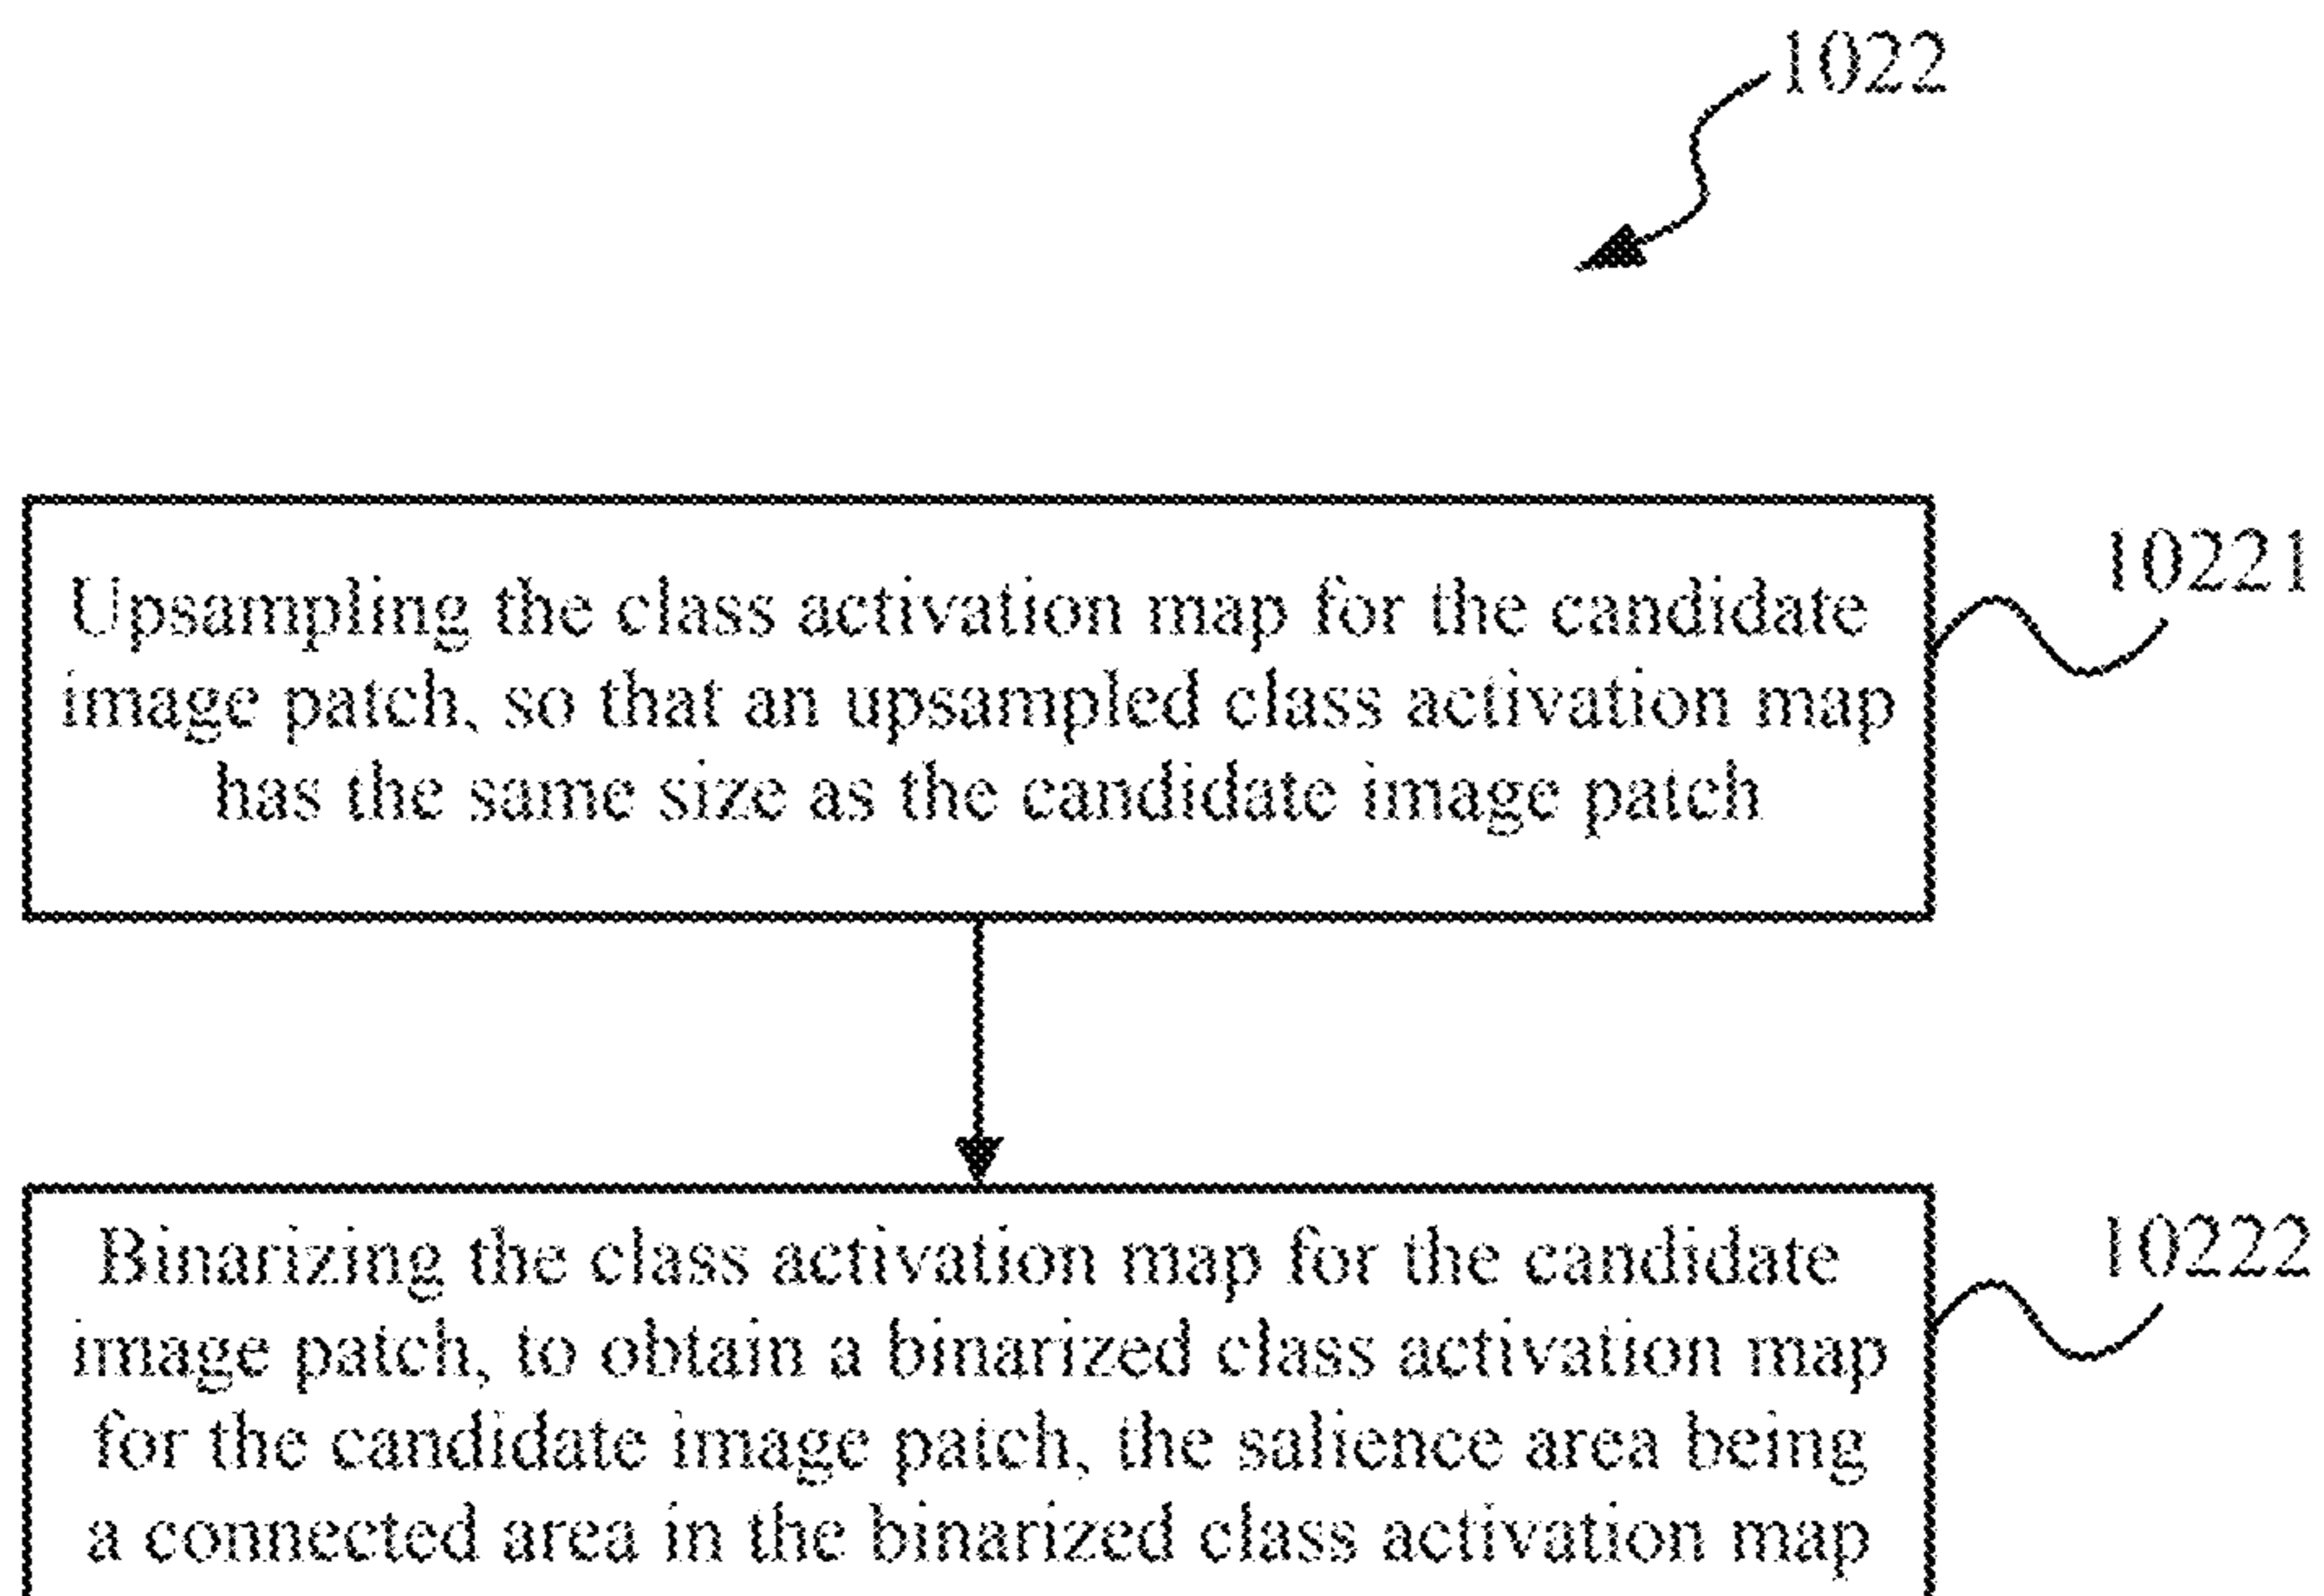 1022
Upsampling the class activation map for the candidate
10221
image patch, so that an upsampled class activation map
has the same size as the candidate image patch
Binarizing the class activation map for the candidate
10222
image patch, to obtain a binarized class activation map
for the candidate image patch, the salience area being
a connected area in the binarized class activation map